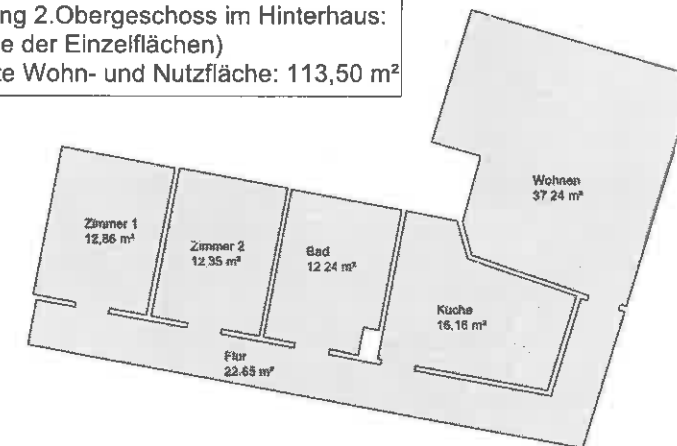 ng 2.Obergeschoss im Hinterhaus:
e der Einzelflächen)
te Wohn- und Nutzfläche: 113,50 m²
Wohnen
37 24 m²
Zimmer 1
12,86 m²
Zimmer 2
12,35 m²
Bad
12 24 m²
Küche
16,16 m²
Flur
22,65 m²